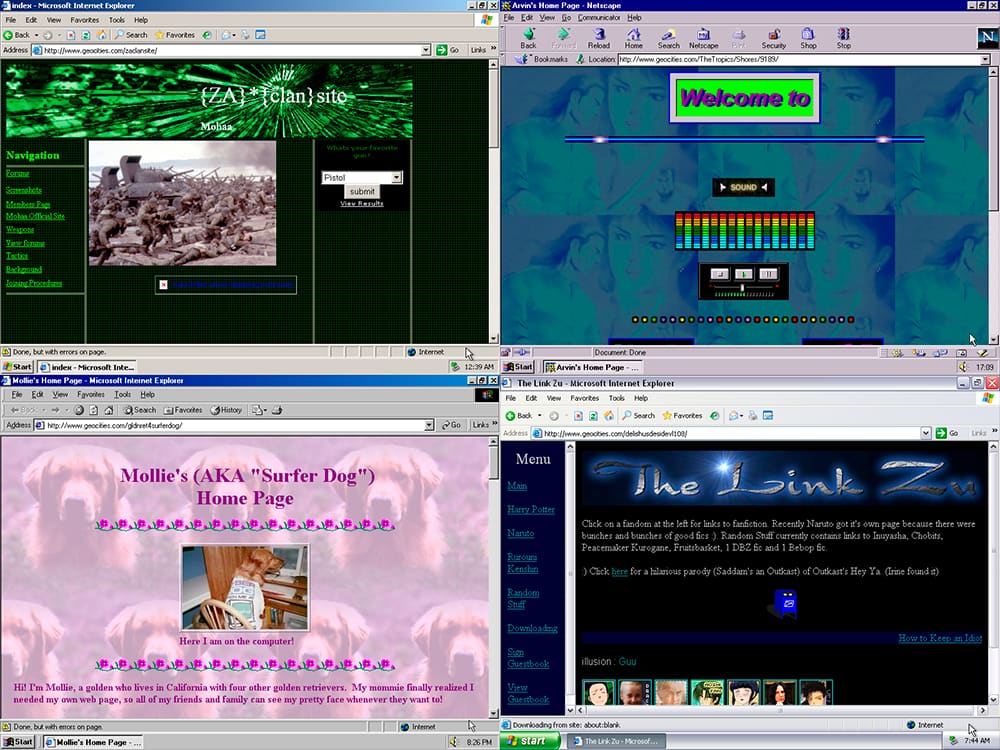 index - Microsoft Internet Explorer
File Edit View Favorites Tools Help
Back Search Favorites
Address http://www.geocities.com/zaclansite/ Go Links »
{ZA}*{clan}site
Mohaa
Navigation
Forums
Screenshots
Members Page
Mohaa Official Site
Weapons
View forums
Tactics
Background
Joining Procedures
Whats your favorite
gun?
Pistol
submit
View Results
Done, but with errors on page. Internet
Start index - Microsoft Inte... 12:39 AM
Arvin's Home Page - Netscape
File Edit View Go Communicator Help
Back Forward Reload Home Search Netscape Print Security Shop Stop
Bookmarks Location: http://www.geocities.com/TheTropics/Shores/9189/
N
Welcome to
SOUND
Document: Done
Start Arvin's Home Page - ... 17:09
Mollie's Home Page - Microsoft Internet Explorer
File Edit View Favorites Tools Help
Back Search Favorites History
Address http://www.geocities.com/gldnret4surferdog/ Go Links »
Mollie's (AKA "Surfer Dog")
Home Page
Here I am on the computer!
Hi! I'm Mollie, a golden who lives in California with four other golden retrievers. My mommie finally realized I
needed my own web page, so all of my friends and family can see my pretty face whenever they want to!
Done, but with errors on page. Internet
Start Mollie's Home Page - ... 8:26 PM
The Link Zu - Microsoft Internet Explorer
File Edit View Favorites Tools Help
Back Search Favorites
Address http://www.geocities.com/delishusdesidevl108/ Go Links »
Menu
Main
Harry Potter
Naruto
Rurouni
Kenshin
Random
Stuff
Downloading
Sign
Guestbook
View
Guestbook
The Link Zu
Click on a fandom at the left for links to fanfiction. Recently Naruto got it's own page because there were
bunches and bunches of good fics :). Random Stuff currently contains links to Inuyasha, Chobits,
Peacemaker Kurogane, Fruitsbasket, 1 DBZ fic and 1 Bebop fic.
:) Click here for a hilarious parody (Saddam's an Outkast) of Outkast's Hey Ya. (Irine found it)
How to Keep an Idiot
illusion : Guu
Downloading from site: about:blank Internet
start The Link Zu - Microsof... 7:44 AM